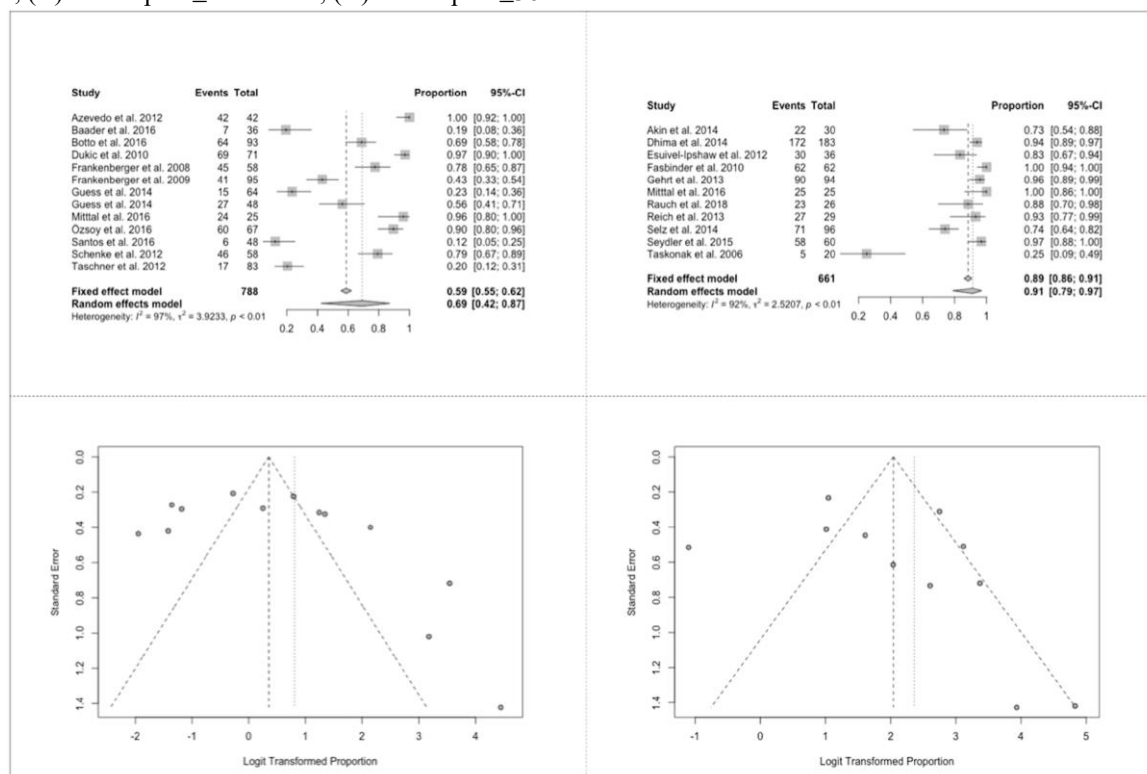 Study Events Total Proportion 95%-CI
Azevedo et al. 2012 42 42 1.00 [0.92; 1.00]
Baader et al. 2016 7 36 0.19 [0.08; 0.36]
Botto et al. 2016 64 93 0.69 [0.58; 0.78]
Dukic et al. 2010 69 71 0.97 [0.90; 1.00]
Frankenberger et al. 2008 45 58 0.78 [0.65; 0.87]
Frankenberger et al. 2009 41 95 0.43 [0.33; 0.54]
Guess et al. 2014 15 64 0.23 [0.14; 0.36]
Guess et al. 2014 27 48 0.56 [0.41; 0.71]
Mitttal et al. 2016 24 25 0.96 [0.80; 1.00]
Özsoy et al. 2016 60 67 0.90 [0.80; 0.96]
Santos et al. 2016 6 48 0.12 [0.05; 0.25]
Schenke et al. 2012 46 58 0.79 [0.67; 0.89]
Taschner et al. 2012 17 83 0.20 [0.12; 0.31]
Fixed effect model 788 0.59 [0.55; 0.62]
Random effects model 0.69 [0.42; 0.87]
Heterogeneity: I² = 97%, τ² = 3.9233, p < 0.01
0.2 0.4 0.6 0.8 1
Study Events Total Proportion 95%-CI
Akin et al. 2014 22 30 0.73 [0.54; 0.88]
Dhima et al. 2014 172 183 0.94 [0.89; 0.97]
Esuivel-Ipshaw et al. 2012 30 36 0.83 [0.67; 0.94]
Fasbinder et al. 2010 62 62 1.00 [0.94; 1.00]
Gehrt et al. 2013 90 94 0.96 [0.89; 0.99]
Mitttal et al. 2016 25 25 1.00 [0.86; 1.00]
Rauch et al. 2018 23 26 0.88 [0.70; 0.98]
Reich et al. 2013 27 29 0.93 [0.77; 0.99]
Selz et al. 2014 71 96 0.74 [0.64; 0.82]
Seydler et al. 2015 58 60 0.97 [0.88; 1.00]
Taskonak et al. 2006 5 20 0.25 [0.09; 0.49]
Fixed effect model 661 0.89 [0.86; 0.91]
Random effects model 0.91 [0.79; 0.97]
Heterogeneity: I² = 92%, τ² = 2.5207, p < 0.01
0.2 0.4 0.6 0.8 1
Standard Error
0.0
0.2
0.4
0.6
0.8
1.0
1.2
1.4
-2 -1 0 1 2 3 4
Logit Transformed Proportion
Standard Error
0.0
0.2
0.4
0.6
0.8
1.0
1.2
1.4
-1 0 1 2 3 4 5
Logit Transformed Proportion